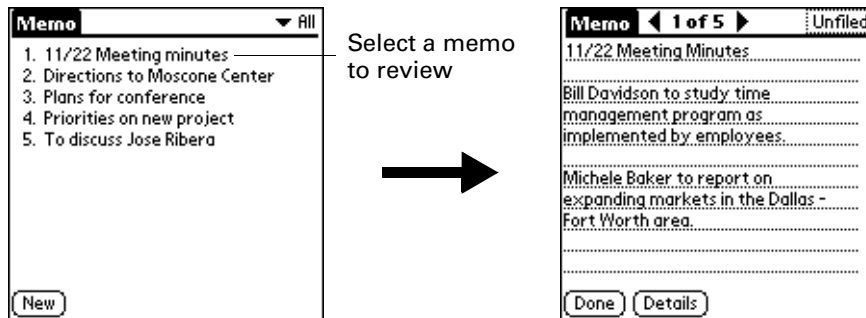 Memo
All
1. 11/22 Meeting minutes
2. Directions to Moscone Center
3. Plans for conference
4. Priorities on new project
5. To discuss Jose Ribera
New
Select a memo
to review
Memo 1 of 5 Unfiled
11/22 Meeting Minutes
Bill Davidson to study time
management program as
implemented by employees.
Michele Baker to report on
expanding markets in the Dallas -
Fort Worth area.
Done Details